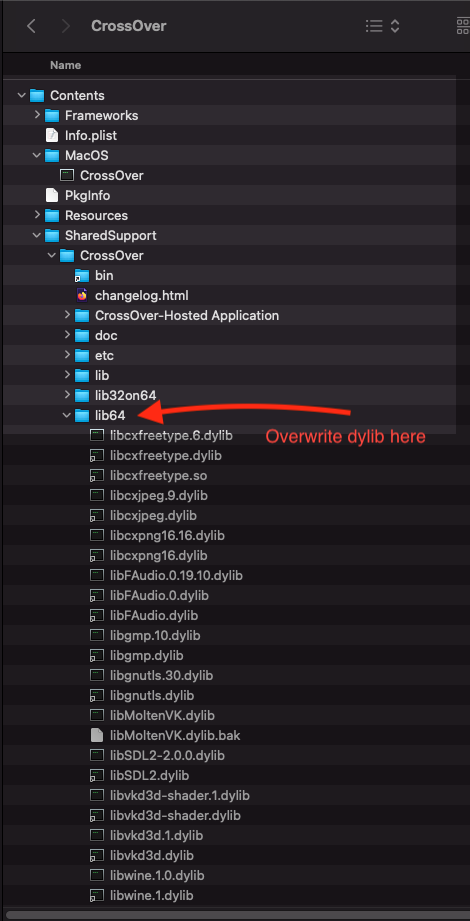 CrossOver
Name
Contents
Frameworks
Info.plist
MacOS
CrossOver
PkgInfo
Resources
SharedSupport
CrossOver
bin
changelog.html
CrossOver-Hosted Application
doc
etc
lib
lib32on64
lib64
Overwrite dylib here
libcxfreetype.6.dylib
libcxfreetype.dylib
libcxfreetype.so
libcxjpeg.9.dylib
libcxjpeg.dylib
libcxpng16.16.dylib
libcxpng16.dylib
libFAudio.0.19.10.dylib
libFAudio.0.dylib
libFAudio.dylib
libgmp.10.dylib
libgmp.dylib
libgnutls.30.dylib
libgnutls.dylib
libMoltenVK.dylib
libMoltenVK.dylib.bak
libSDL2-2.0.0.dylib
libSDL2.dylib
libvkd3d-shader.1.dylib
libvkd3d-shader.dylib
libvkd3d.1.dylib
libvkd3d.dylib
libwine.1.0.dylib
libwine.1.dylib